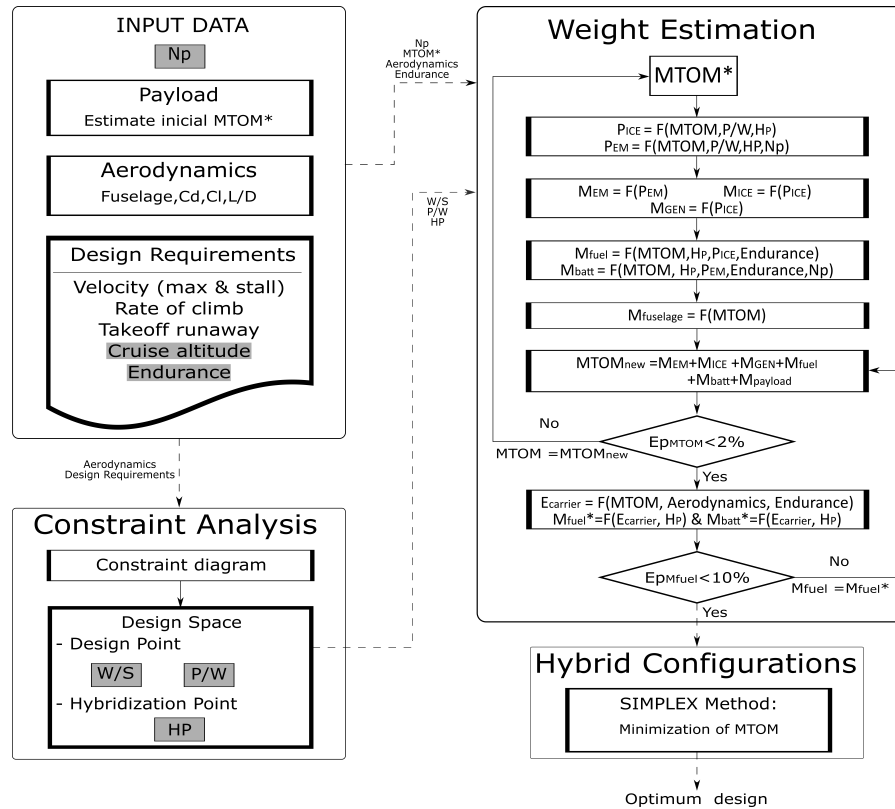 INPUT DATA
Np
Payload
Estimate inicial MTOM*
Aerodynamics
Fuselage,Cd,Cl,L/D
Design Requirements
Velocity (max & stall)
Rate of climb
Takeoff runaway
Cruise altitude
Endurance
Aerodynamics
Design Requirements
Constraint Analysis
Constraint diagram
Design Space
- Design Point
W/S P/W
- Hybridization Point
HP
Np
MTOM*
Aerodynamics
Endurance
W/S
P/W
HP
Weight Estimation
MTOM*
PICE = F(MTOM,P/W,HP)
PEM = F(MTOM,P/W,HP,Np)
MEM = F(PEM) MICE = F(PICE)
MGEN = F(PICE)
Mfuel = F(MTOM,HP,PICE,Endurance)
Mbatt = F(MTOM, HP,PEM,Endurance,Np)
Mfuselage = F(MTOM)
MTOMnew =MEM+MICE +MGEN+Mfuel
+Mbatt+Mpayload
No
EpMTOM<2%
MTOM =MTOMnew
Yes
Ecarrier = F(MTOM, Aerodynamics, Endurance)
Mfuel*=F(Ecarrier, HP) & Mbatt*=F(Ecarrier, HP)
No
EpMfuel<10%
Mfuel =Mfuel*
Yes
Hybrid Configurations
SIMPLEX Method:
Minimization of MTOM
Optimum design